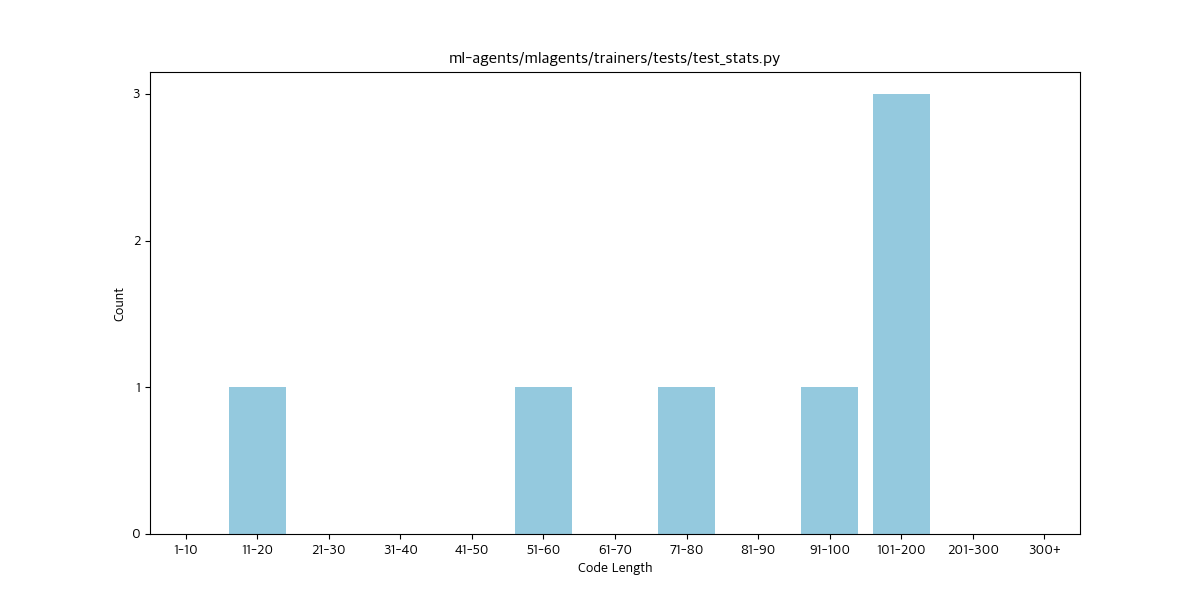 ml-agents/mlagents/trainers/tests/test_stats.py
Count
3
2
1
0
1-10 11-20 21-30 31-40 41-50 51-60 61-70 71-80 81-90 91-100 101-200 201-300 300+
Code Length